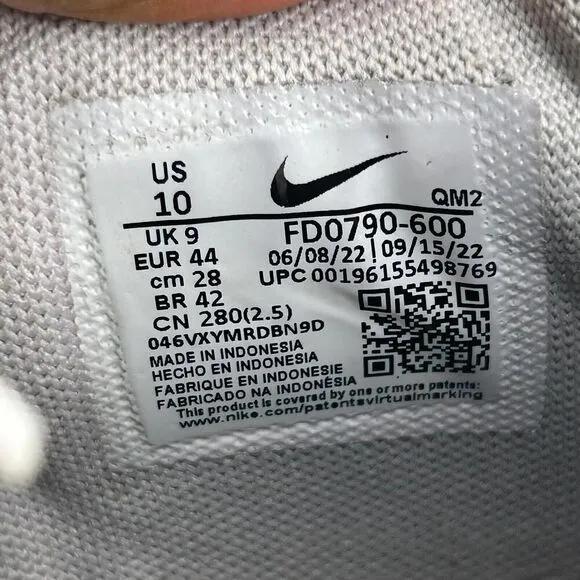 US
10
QM2
UK 9
FD0790-600
EUR 44
06/08/22 | 09/15/22
cm 28
UPC 00196155498769
BR 42
CN 280(2.5)
046VXYMRDBN9D
MADE IN INDONESIA
HECHO EN INDONESIA
FABRIQUE EN INDONESIE
FABRICADO NA INDONÉSIA
This product is covered by one or more patents:
www.nike.com/patentsvirtualmarking